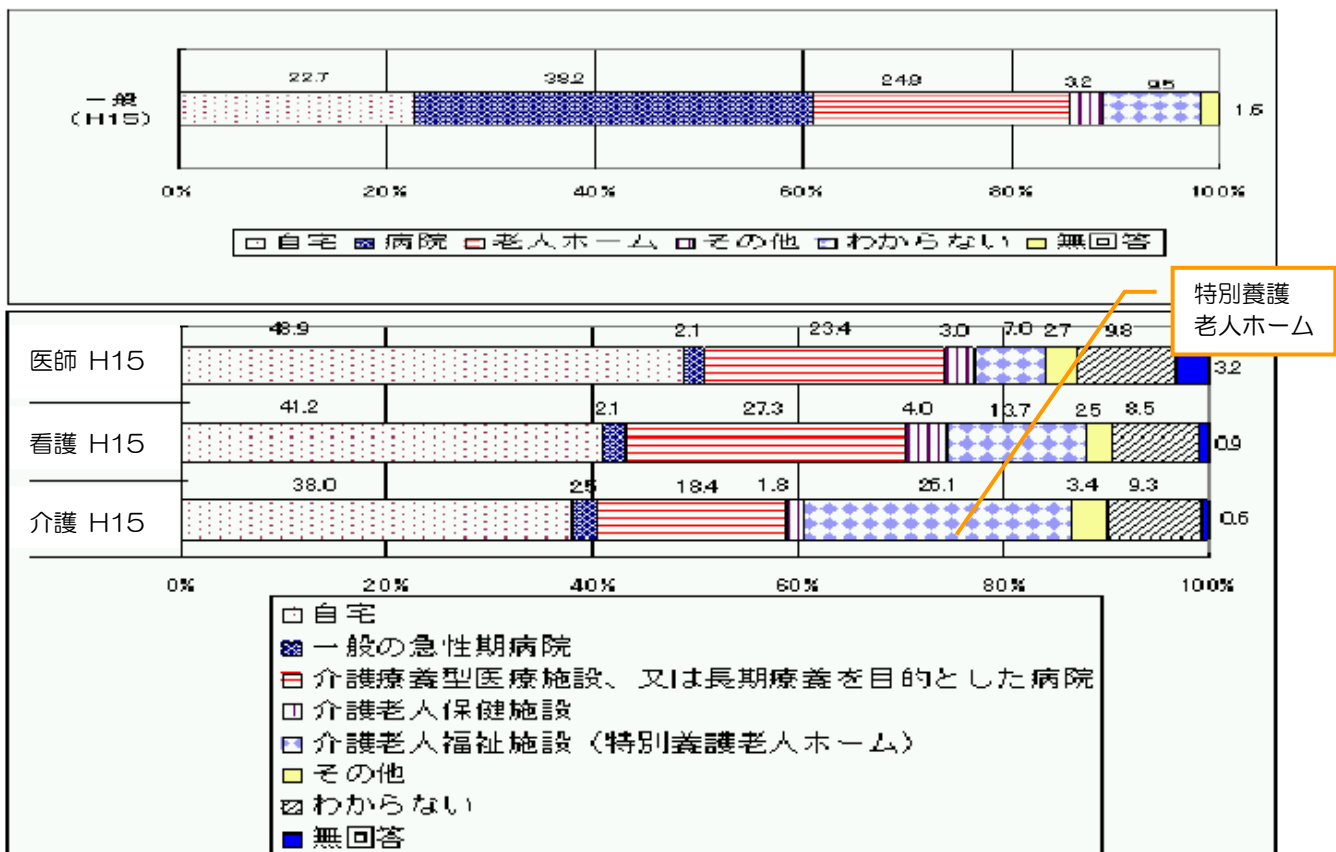 22.7 38.2 24.9 3.2 9.5
一般
(H15)
1.6
0% 20% 40% 60% 80% 100%
自宅 病院 老人ホーム その他 わからない 無回答
特別養護
老人ホーム
48.9 2.1 23.4 3.0 7.0 2.7 9.8
医師 H15
3.2
41.2 2.1 27.3 4.0 13.7 2.5 8.5
看護 H15
0.9
38.0 2.5 18.4 1.8 26.1 3.4 9.3
介護 H15
0.6
0% 20% 40% 60% 80% 100%
自宅
一般の急性期病院
介護療養型医療施設、又は長期療養を目的とした病院
介護老人保健施設
介護老人福祉施設（特別養護老人ホーム）
その他
わからない
無回答